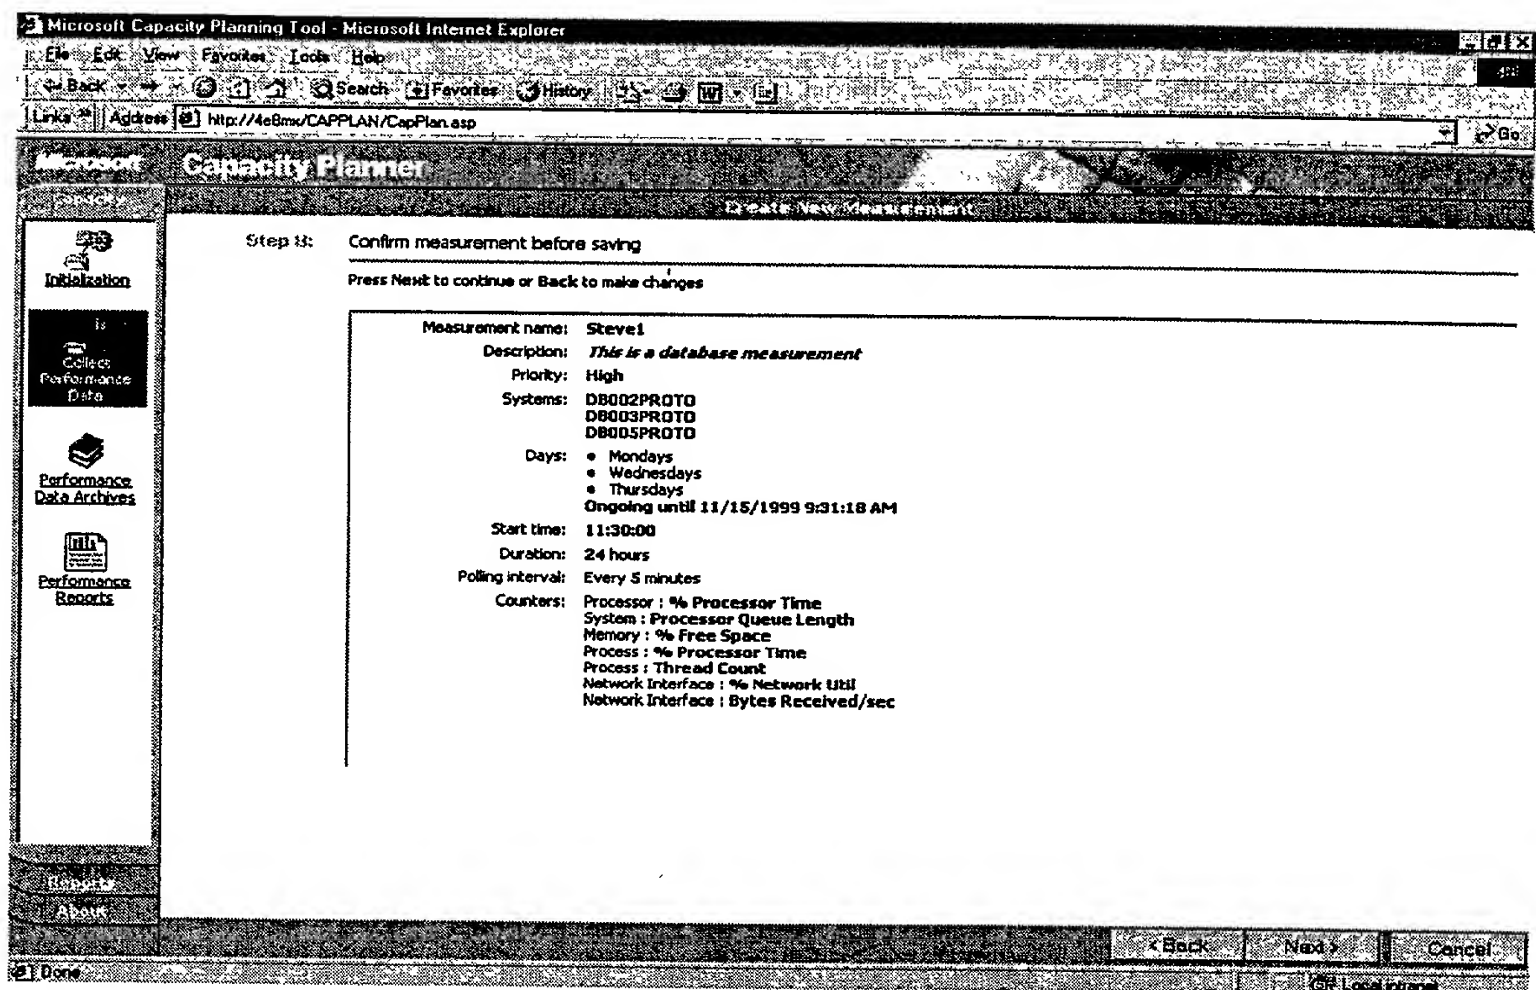 Microsoft Capacity Planning Tool - Microsoft Internet Explorer
File Edit View Favorites Tools Help
Back Search Favorites History
Links Address http://4e8mx/CAPPLAN/CapPlan.asp Go
Microsoft Capacity Planner
Capacity
Create New Measurement
Initialization
Collect
Performance
Data
Performance
Data Archives
Performance
Reports
Reports
About
Step 8: Confirm measurement before saving
Press Next to continue or Back to make changes
Measurement name: Steve1
Description: This is a database measurement
Priority: High
Systems: DB002PROTO
DB003PROTO
DB005PROTO
Days: • Mondays
• Wednesdays
• Thursdays
Ongoing until 11/15/1999 9:31:18 AM
Start time: 11:30:00
Duration: 24 hours
Polling interval: Every 5 minutes
Counters: Processor : % Processor Time
System : Processor Queue Length
Memory : % Free Space
Process : % Processor Time
Process : Thread Count
Network Interface : % Network Util
Network Interface : Bytes Received/sec
< Back Next > Cancel
Done Local intranet